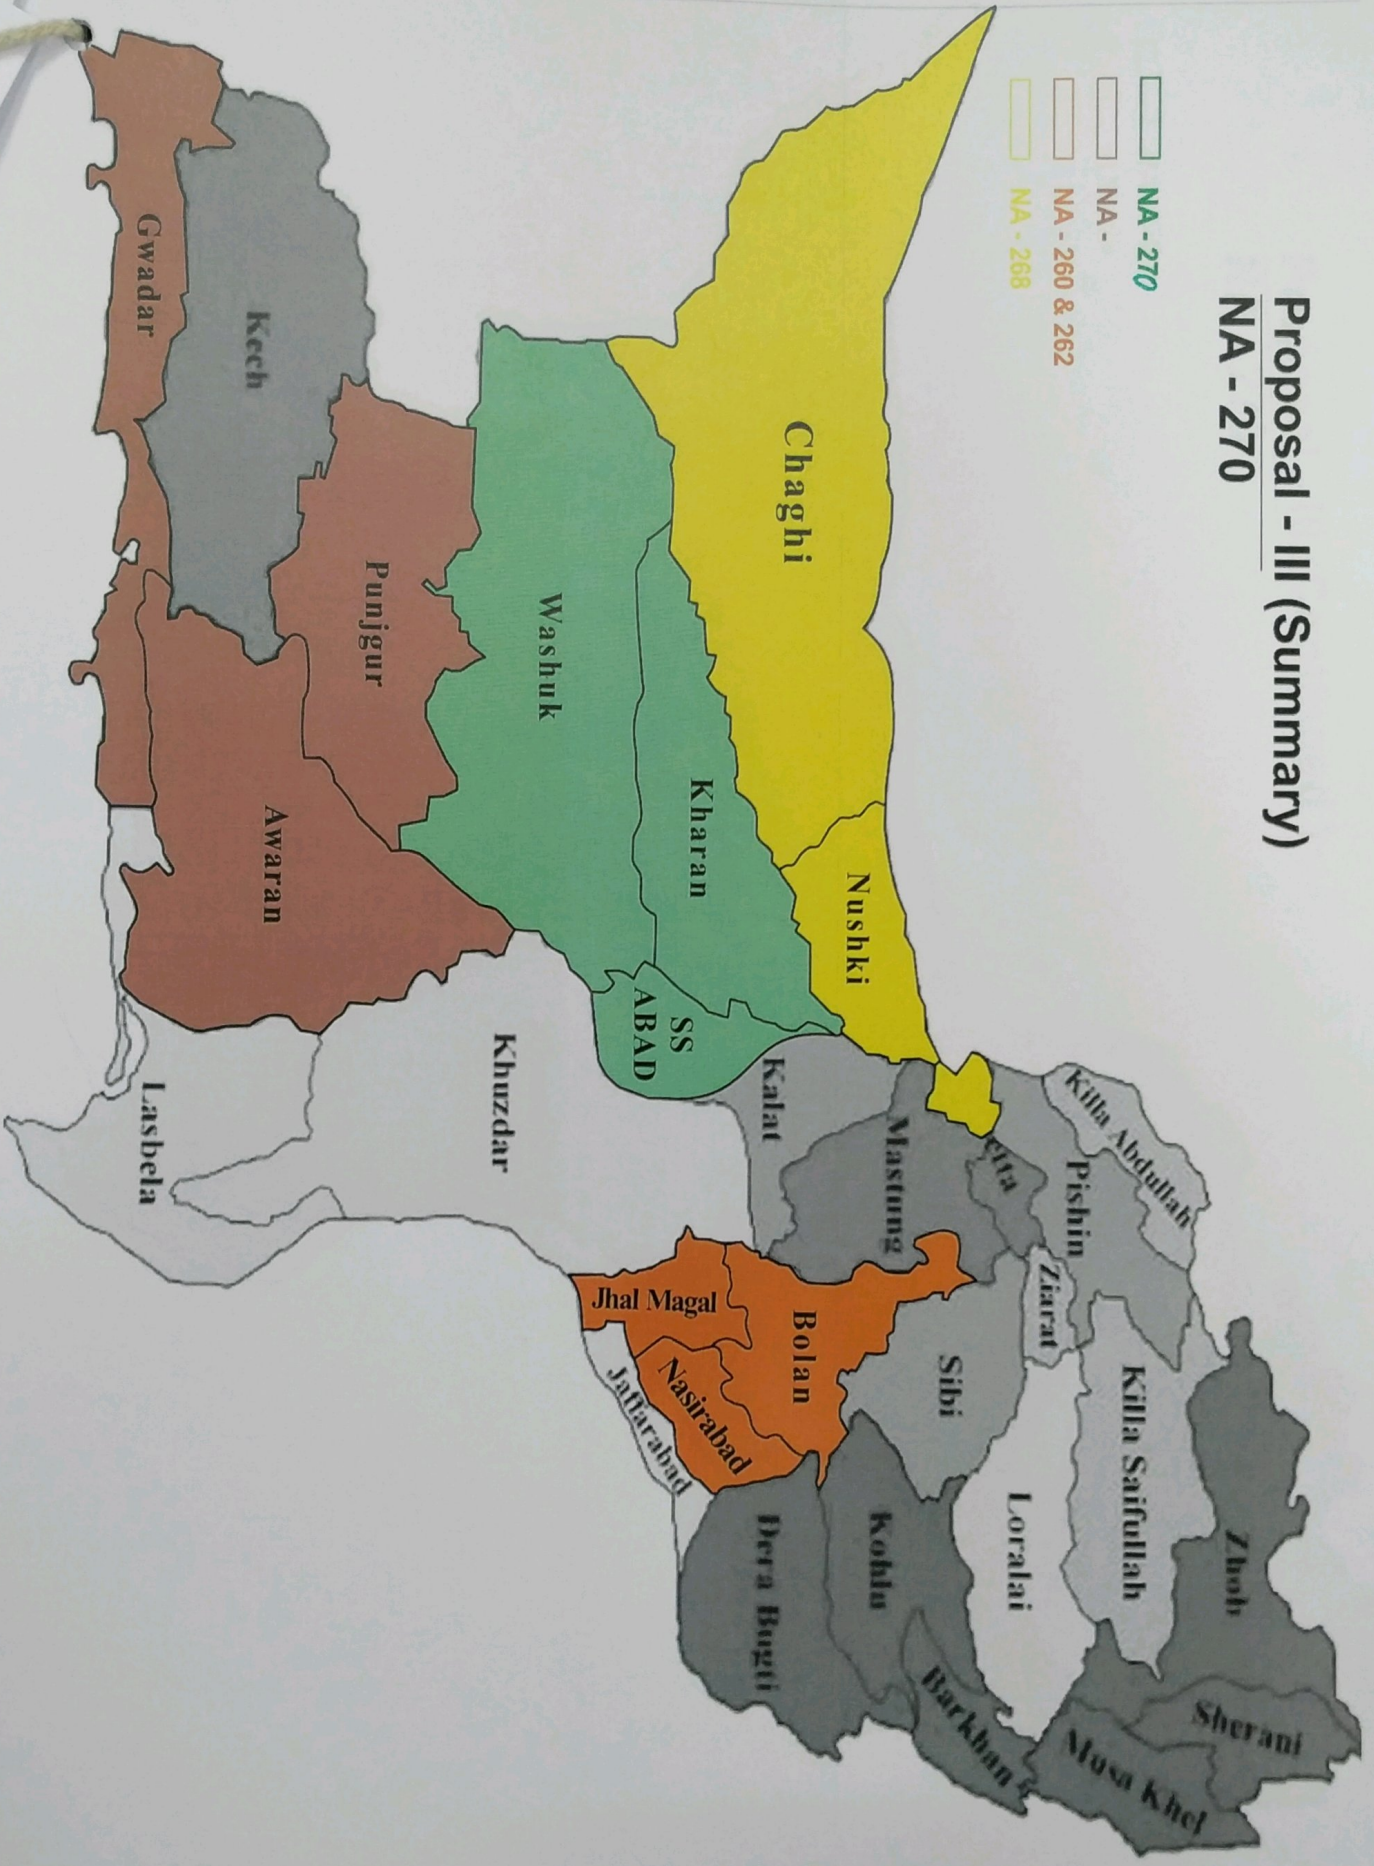 Proposal - III (Summary)
NA - 270
NA - 270
NA -
NA - 260 & 262
NA - 268
Killa Abdullah
Pishin
etta
Ziarat
Killa Saifullah
Zhob
Sherani
Musa Khel
Loralai
Sibi
Barkhan
Kohlu
Dera Bugti
Mastung
Kalat
Bolan
Jhal Magal
Nasirabad
Jaffarabad
Chaghi
Nushki
Kharan
SS
ABAD
Washuk
Khuzdar
Punjgur
Kech
Awaran
Gwadar
Lasbela